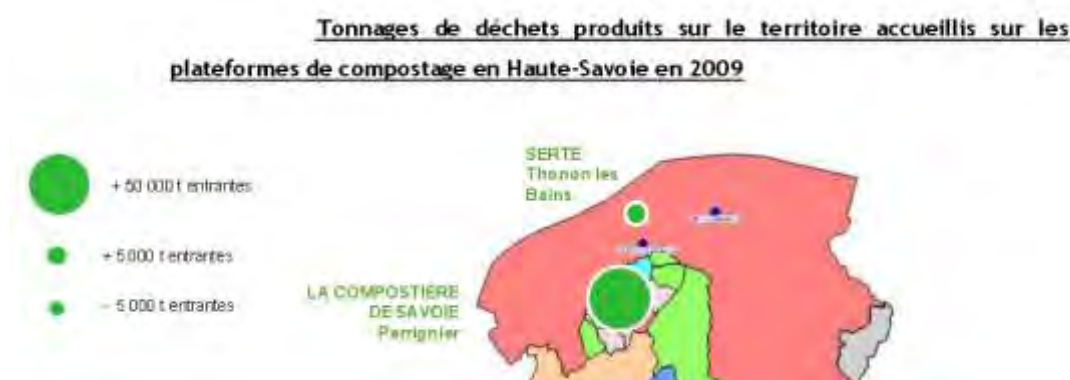 Tonnages de déchets produits sur le territoire accueillis sur les
plateformes de compostage en Haute-Savoie en 2009
SERTE
Thonon les
Bains
+ 50 000 t entrantes
+ 5 000 t entrantes
- 5 000 t entrantes
LA COMPOSTIERE
DE SAVOIE
Perrignier